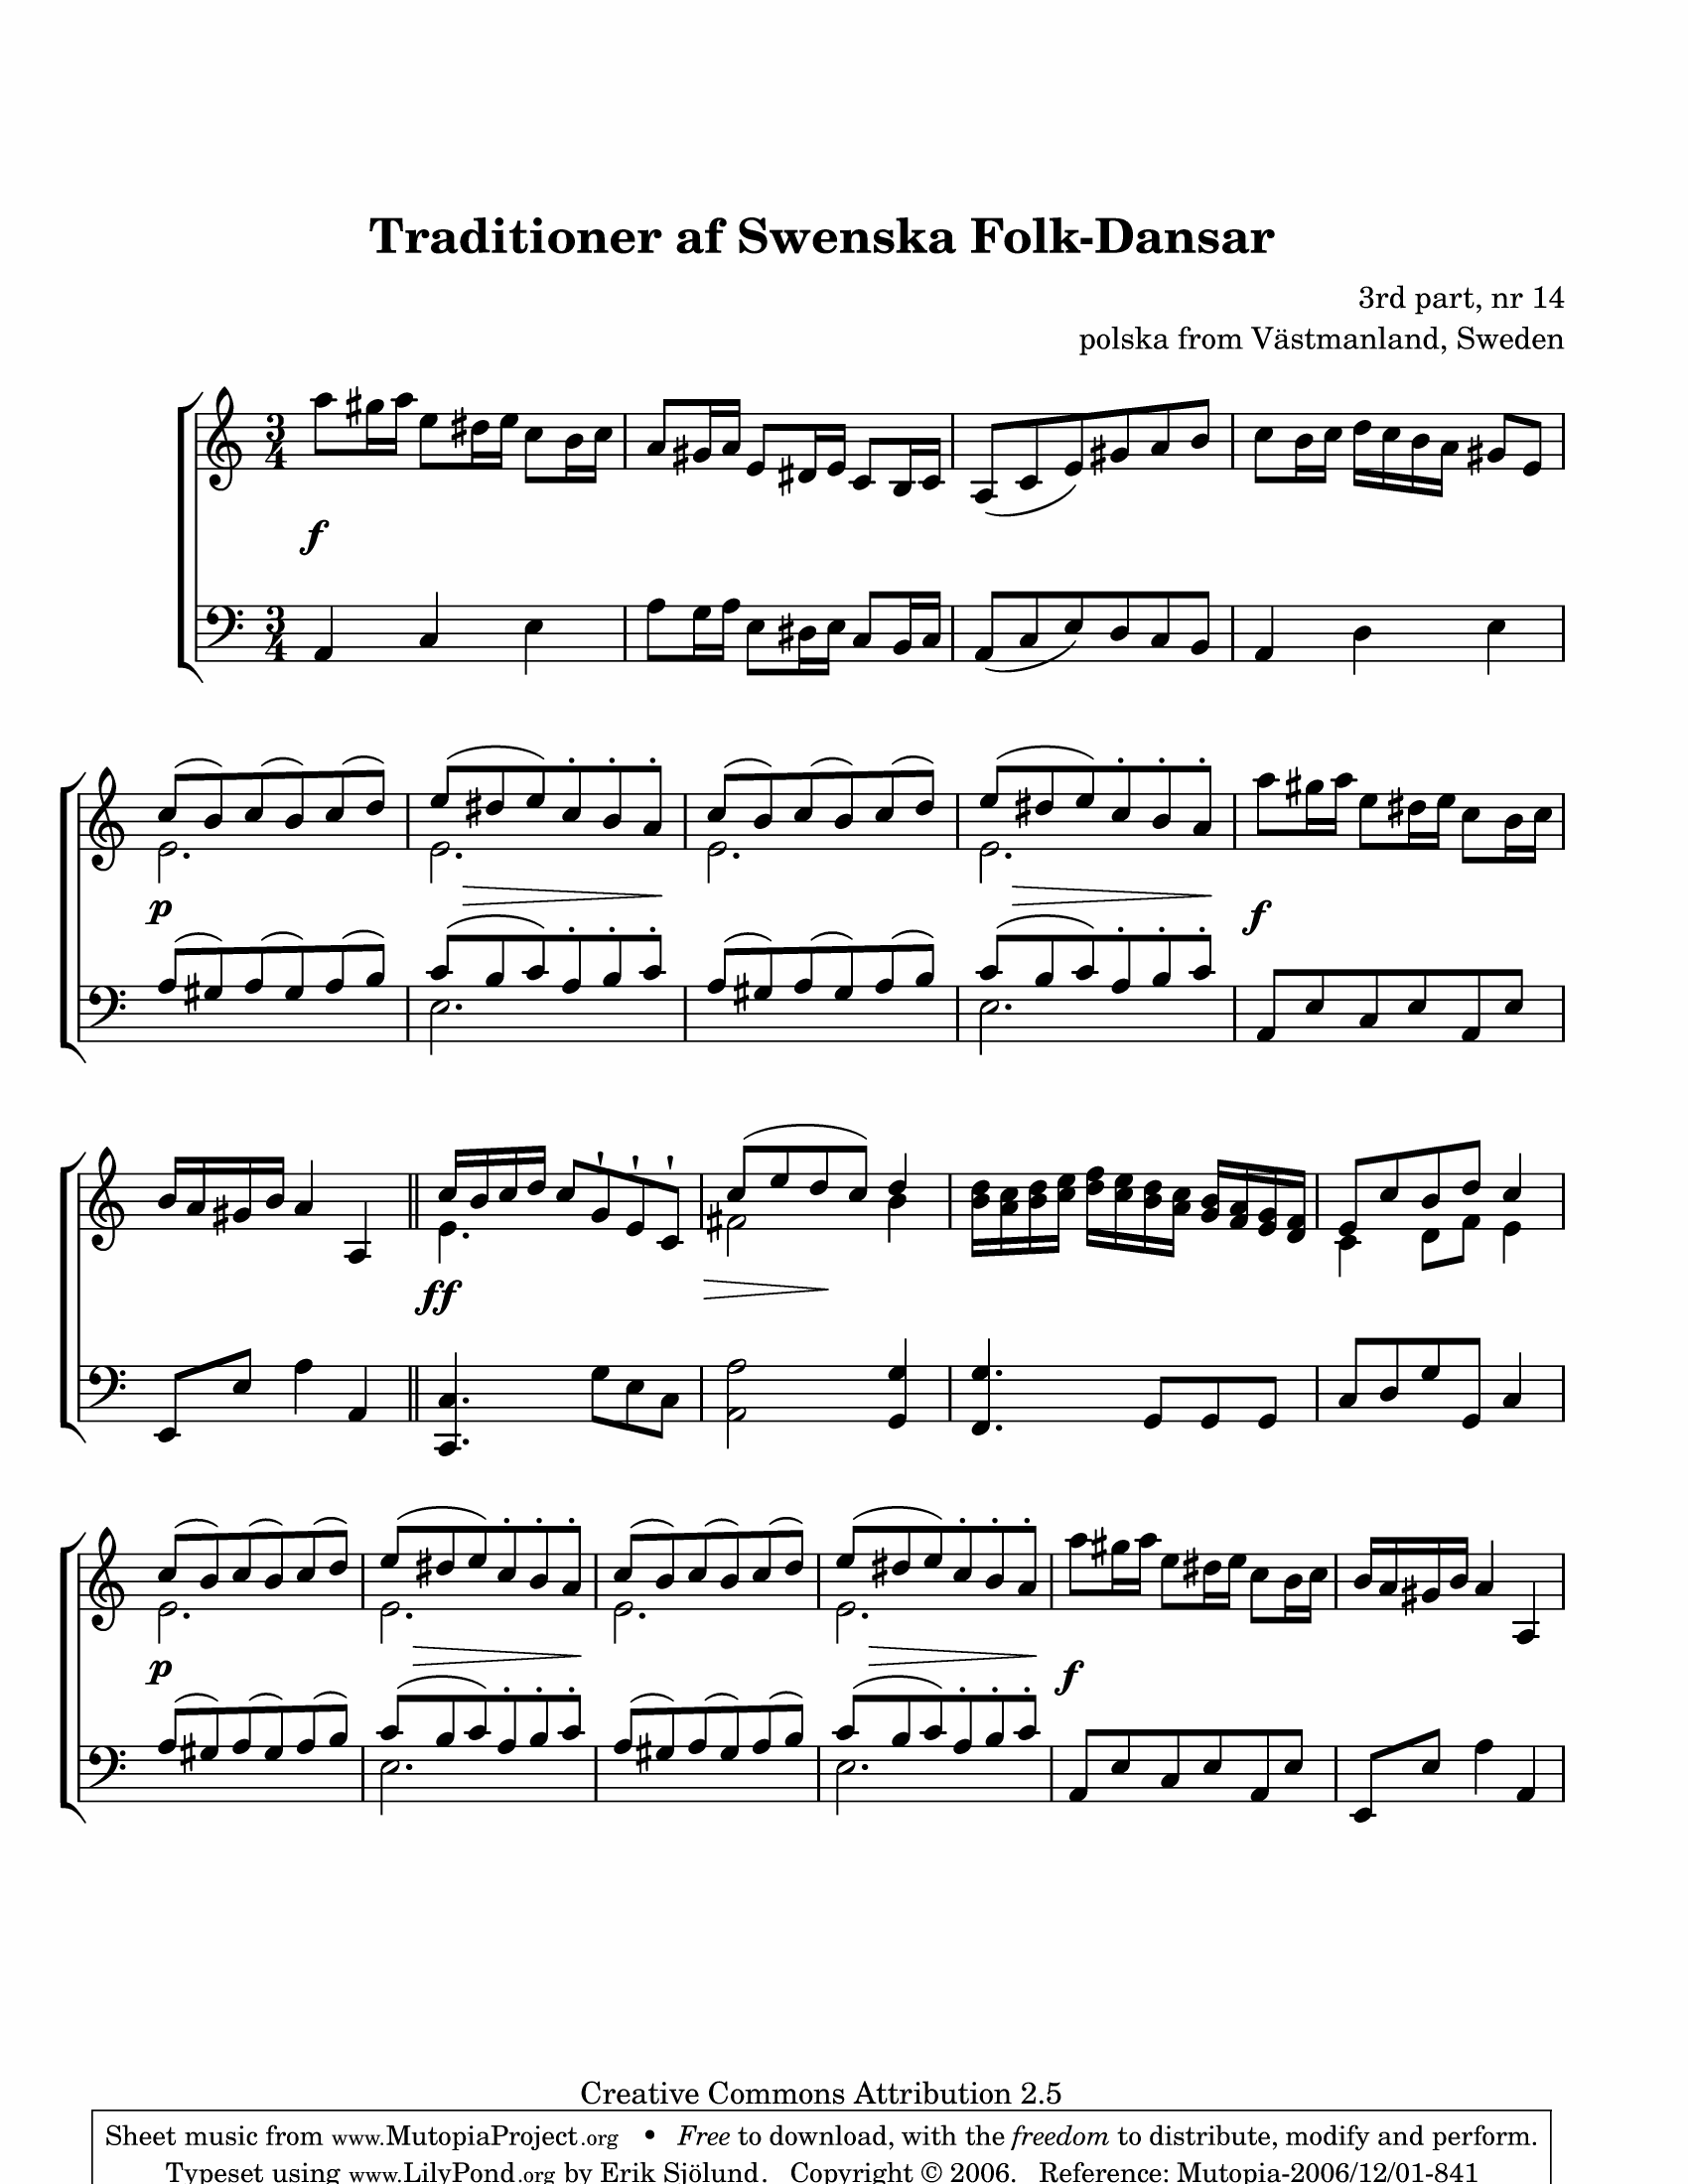 Traditioner af Swenska Folk-Dansar
3rd part, nr 14
polska from Västmanland, Sweden
3
4
f
3
4
p
f
ff
p
f
Creative Commons Attribution 2.5
Sheet music from www.MutopiaProject.org • Free to download, with the freedom to distribute, modify and perform.
Typeset using www.LilyPond.org by Erik Sjölund. Copyright © 2006. Reference: Mutopia-2006/12/01-841